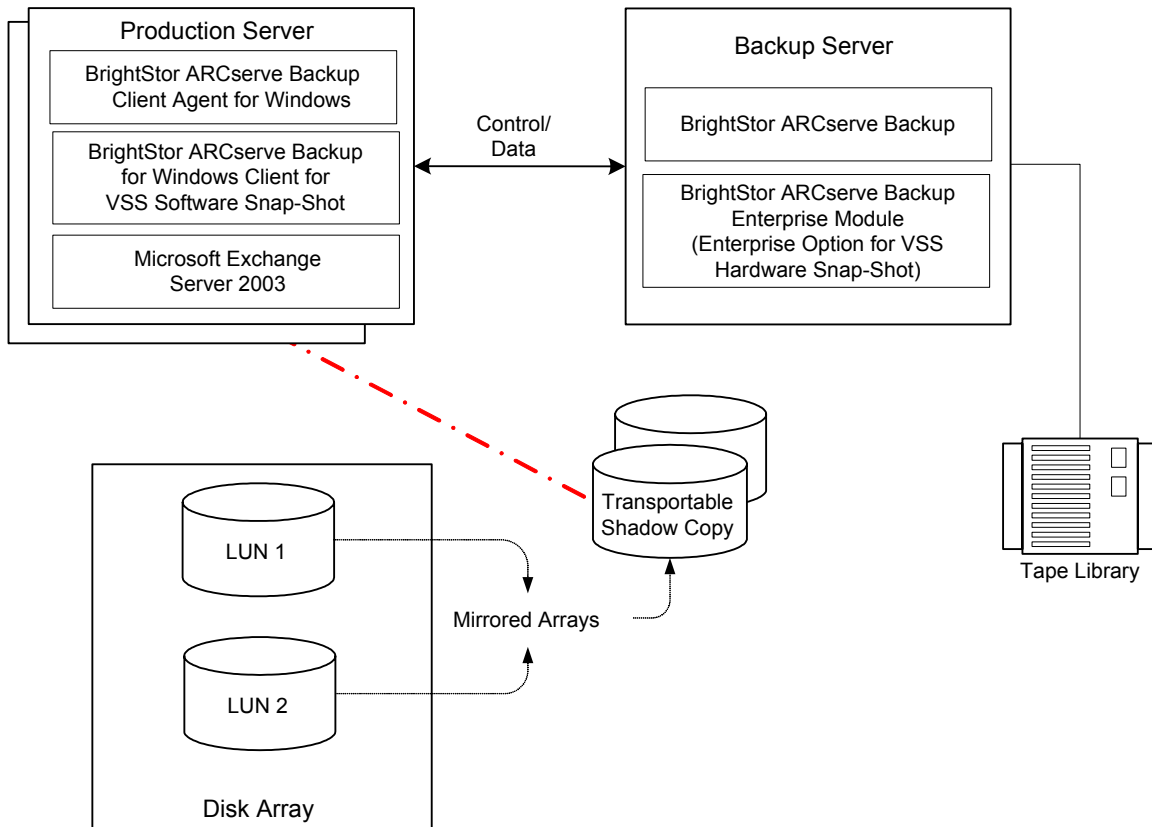 Production Server
BrightStor ARCserve Backup
Client Agent for Windows
BrightStor ARCserve Backup
for Windows Client for
VSS Software Snap-Shot
Microsoft Exchange
Server 2003
Control/
Data
Backup Server
BrightStor ARCserve Backup
BrightStor ARCserve Backup
Enterprise Module
(Enterprise Option for VSS
Hardware Snap-Shot)
Transportable
Shadow Copy
Tape Library
LUN 1
Mirrored Arrays
LUN 2
Disk Array